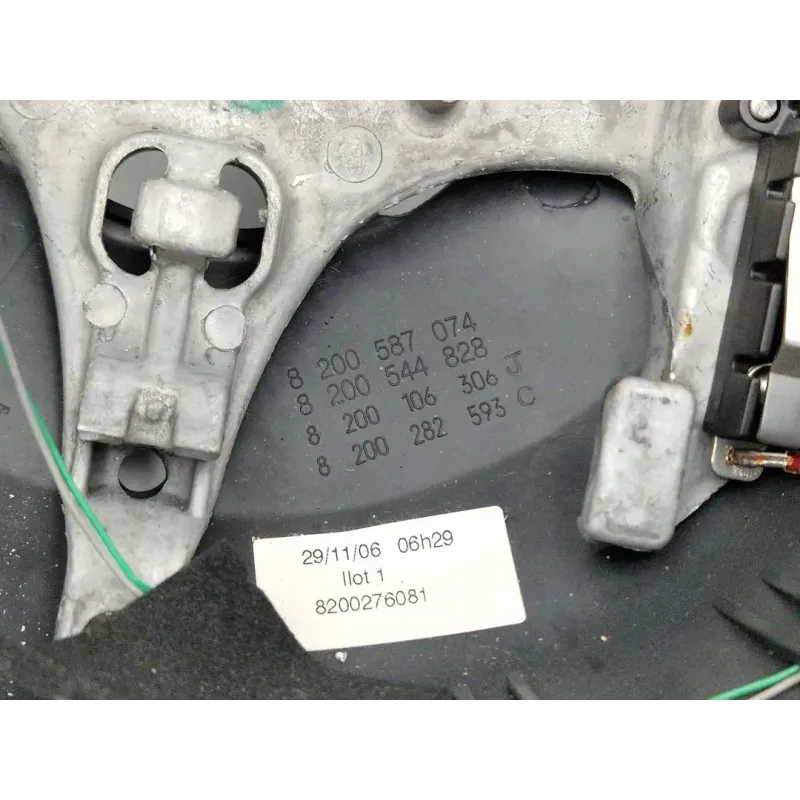 8 200 587 074
8 200 544 828
8 200 106 306 J
8 200 282 593 C
29/11/06 06h29
Ilot 1
8200276081